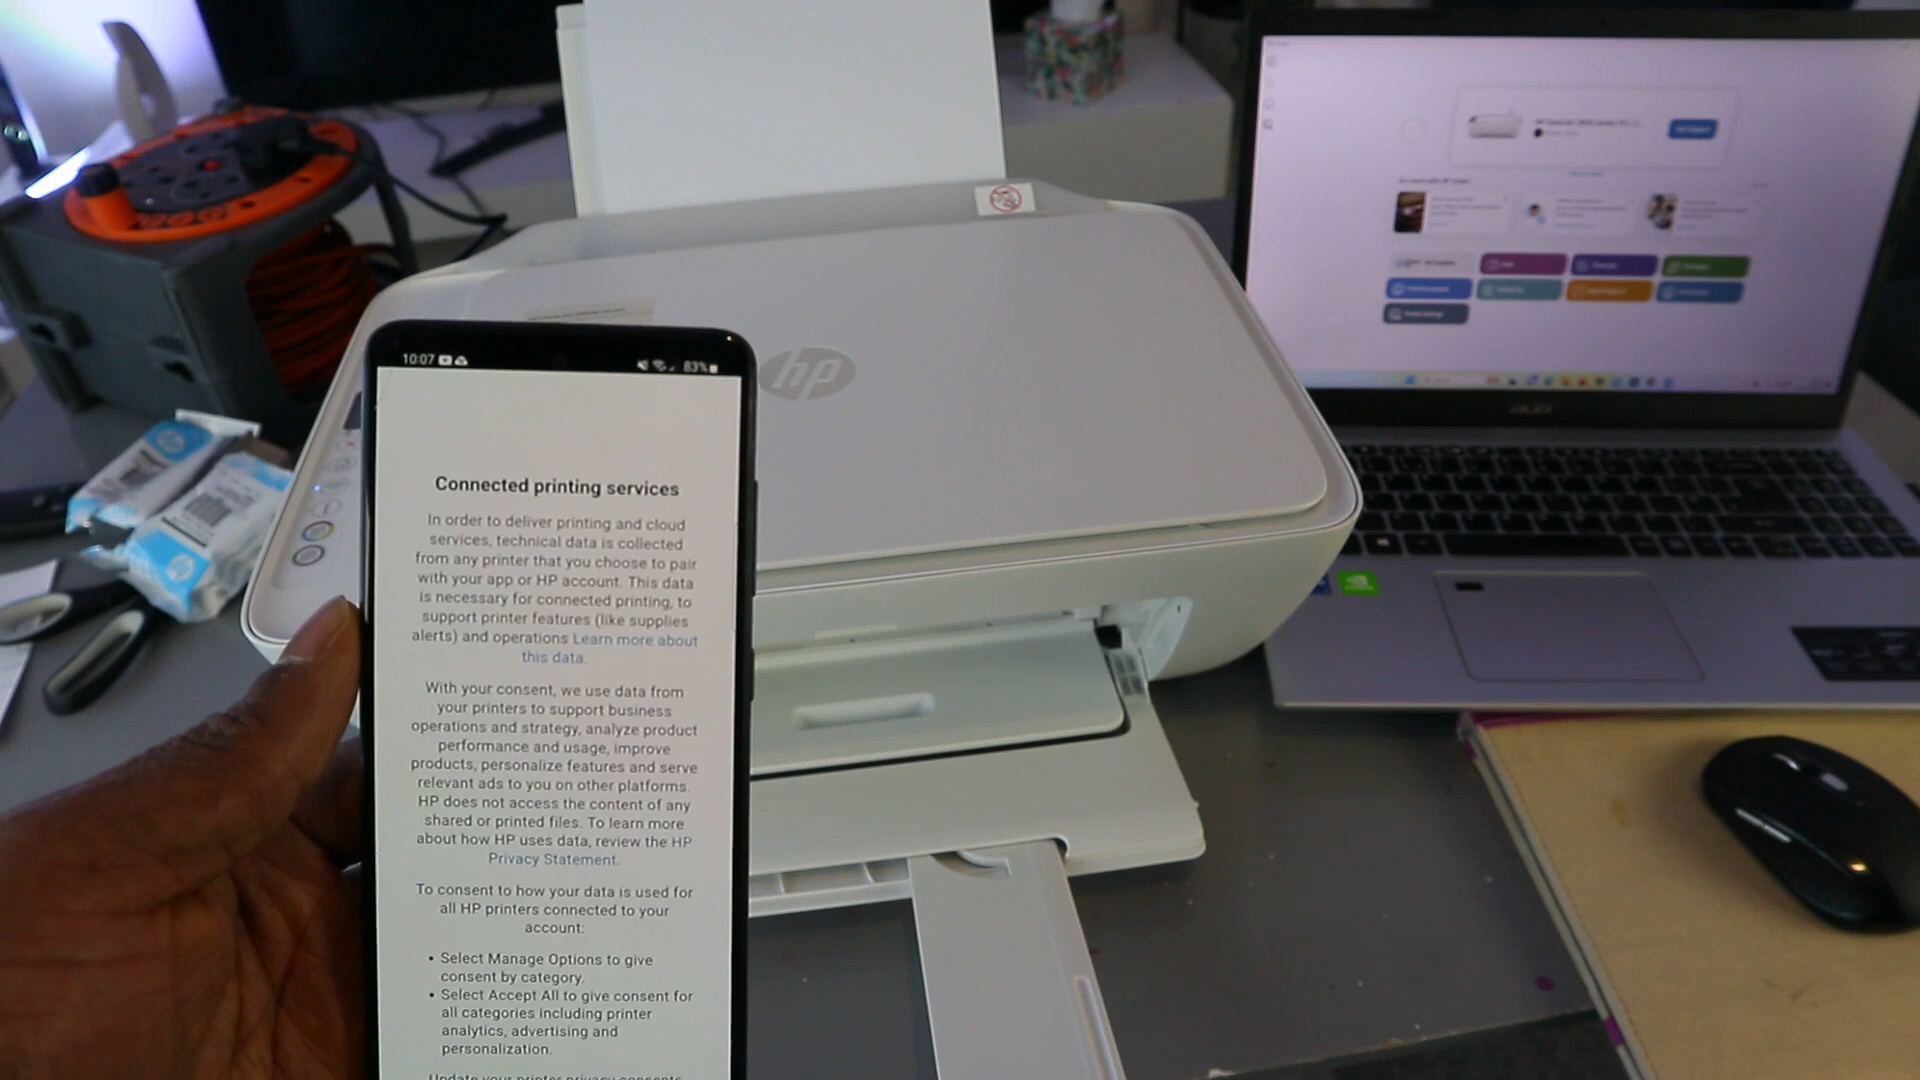 10:07
83%
Connected printing services
In order to deliver printing and cloud
services, technical data is collected
from any printer that you choose to pair
with your app or HP account. This data
is necessary for connected printing, to
support printer features (like supplies
alerts) and operations Learn more about
this data.
With your consent, we use data from
your printers to support business
operations and strategy, analyze product
performance and usage, improve
products, personalize features and serve
relevant ads to you on other platforms.
HP does not access the content of any
shared or printed files. To learn more
about how HP uses data, review the HP
Privacy Statement.
To consent to how your data is used for
all HP printers connected to your
account:
• Select Manage Options to give
consent by category.
• Select Accept All to give consent for
all categories including printer
analytics, advertising and
personalization.
Update your printer privacy consents
hp
acer